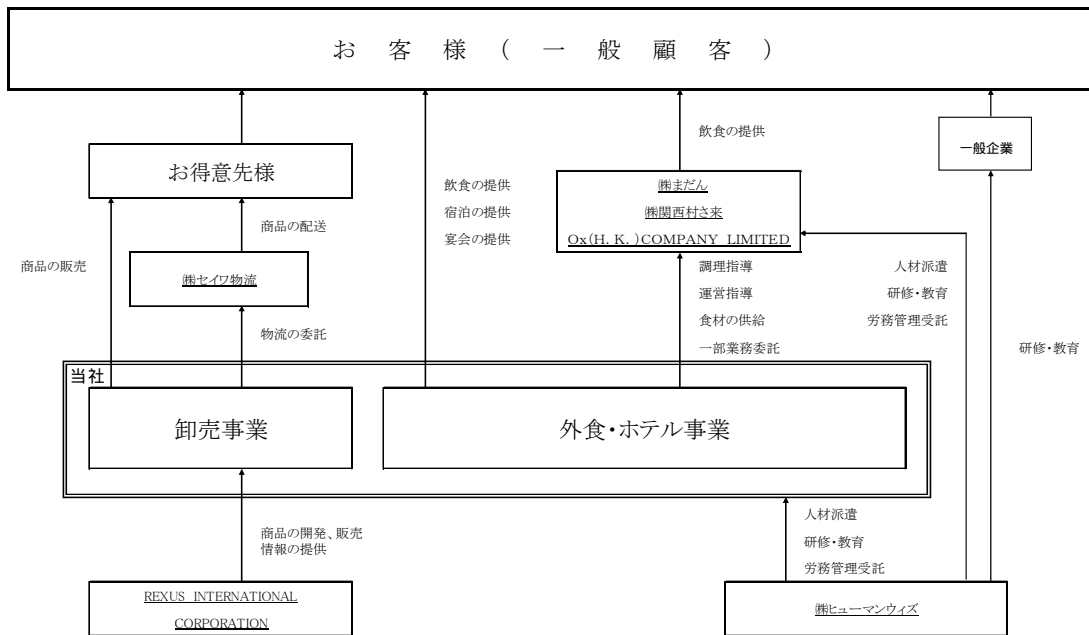 お客様(一般顧客)
飲食の提供
一般企業
お得意先様
飲食の提供
宿泊の提供
宴会の提供
㈱まだん
㈱関西村さ来
Ox(H.K.)COMPANY LIMITED
商品の配送
商品の販売
㈱セイワ物流
調理指導
運営指導
食材の供給
一部業務委託
人材派遣
研修・教育
労務管理受託
物流の委託
研修・教育
当社
卸売事業
外食・ホテル事業
商品の開発、販売
情報の提供
人材派遣
研修・教育
労務管理受託
REXUS INTERNATIONAL
CORPORATION
㈱ヒューマンウィズ